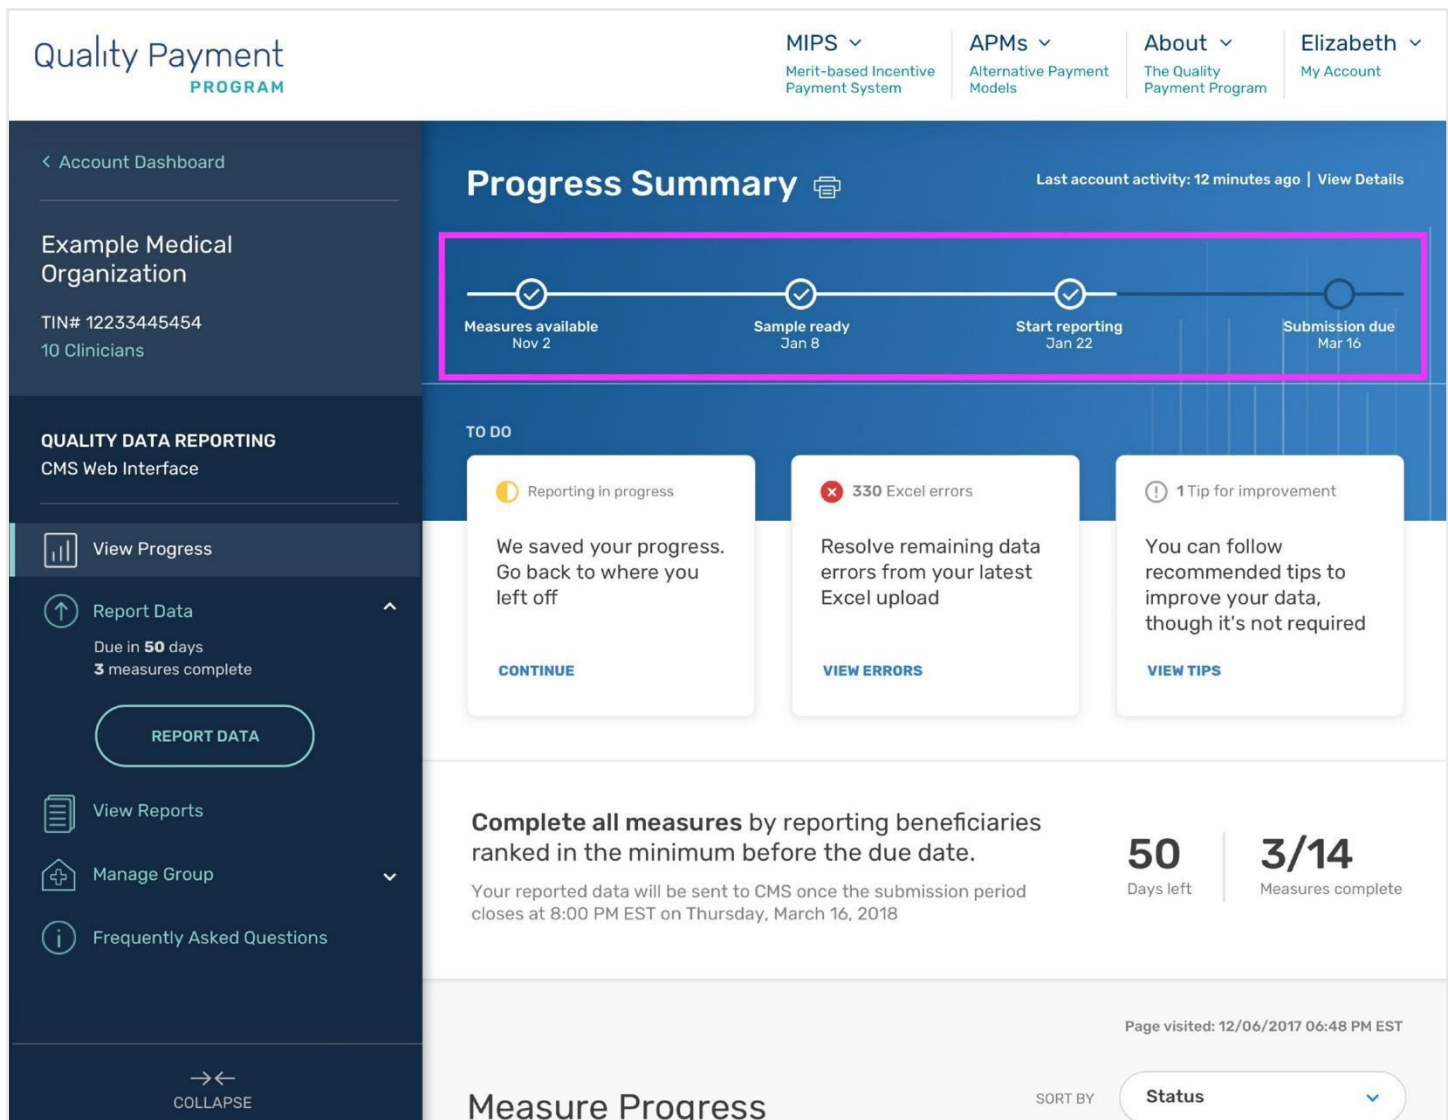 Quality Payment
PROGRAM
MIPS
Merit-based Incentive
Payment System
APMs
Alternative Payment
Models
About
The Quality
Payment Program
Elizabeth
My Account
< Account Dashboard
Example Medical
Organization
TIN# 12233445454
10 Clinicians
QUALITY DATA REPORTING
CMS Web Interface
View Progress
Report Data
Due in 50 days
3 measures complete
REPORT DATA
View Reports
Manage Group
Frequently Asked Questions
COLLAPSE
Progress Summary
Last account activity: 12 minutes ago | View Details
Measures available
Nov 2
Sample ready
Jan 8
Start reporting
Jan 22
Submission due
Mar 16
TO DO
Reporting in progress
We saved your progress.
Go back to where you
left off
CONTINUE
330 Excel errors
Resolve remaining data
errors from your latest
Excel upload
VIEW ERRORS
1 Tip for improvement
You can follow
recommended tips to
improve your data,
though it's not required
VIEW TIPS
Complete all measures by reporting beneficiaries
ranked in the minimum before the due date.
Your reported data will be sent to CMS once the submission period
closes at 8:00 PM EST on Thursday, March 16, 2018
50
Days left
3/14
Measures complete
Page visited: 12/06/2017 06:48 PM EST
Measure Progress
SORT BY
Status